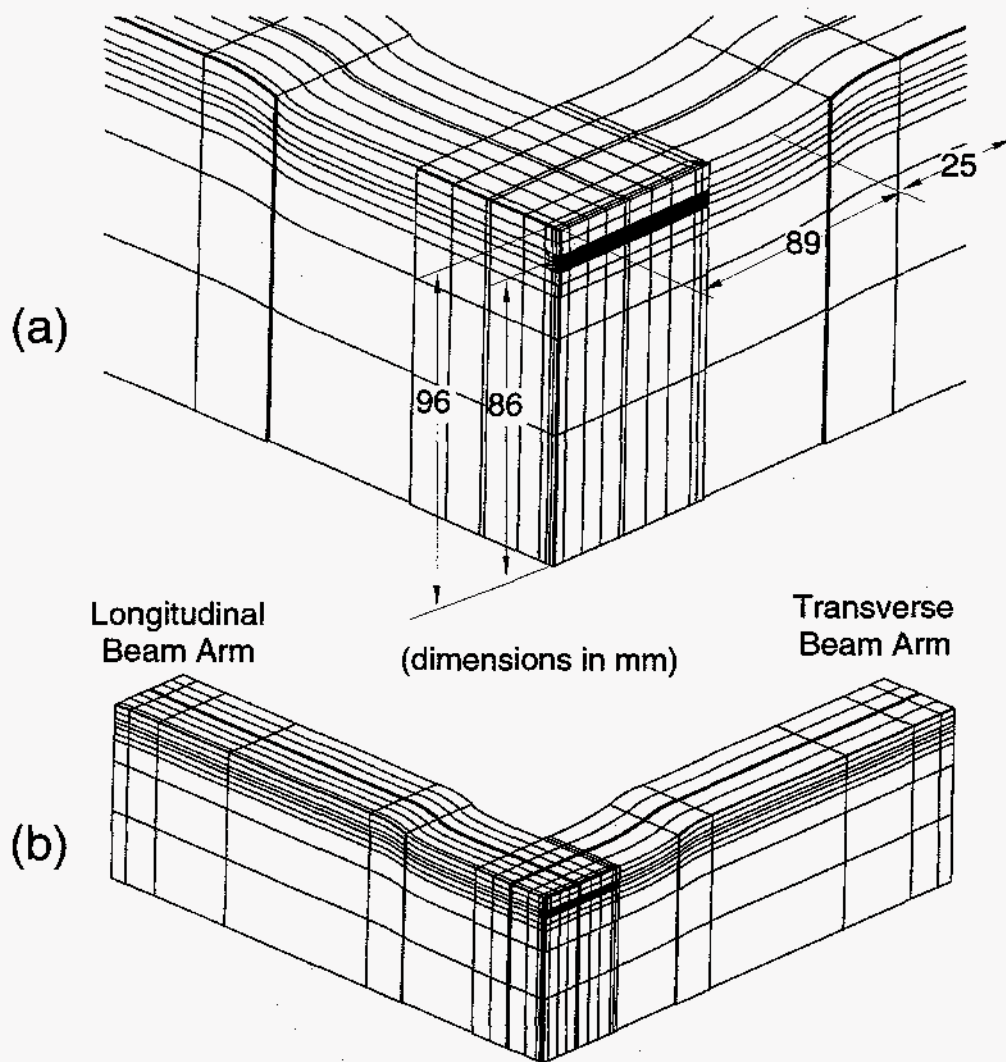 25
89
(a)
96
86
Longitudinal
Beam Arm
(dimensions in mm)
Transverse
Beam Arm
(b)